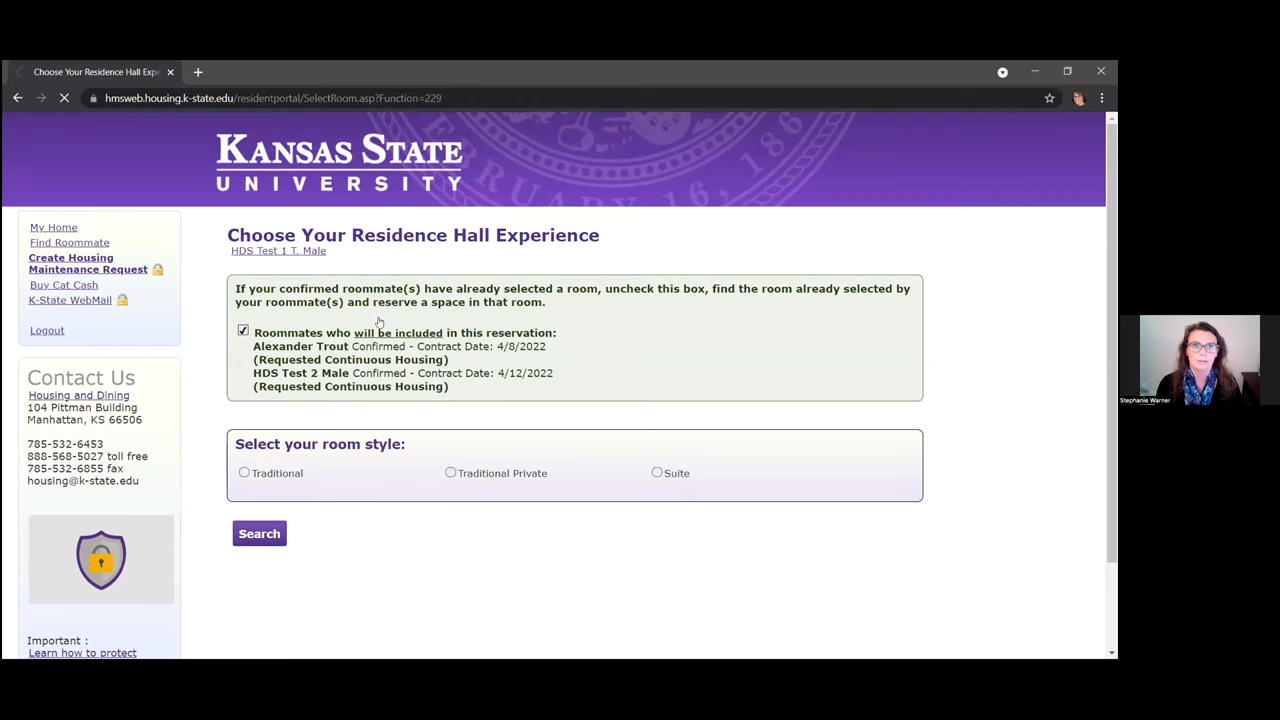 Choose Your Residence Hall Expe
hmsweb.housing.k-state.edu/residentportal/SelectRoom.asp?Function=229
FEBRUARY 16, 186
KANSAS STATE
UNIVERSITY
My Home
Find Roommate
Create Housing
Maintenance Request
Buy Cat Cash
K-State WebMail
Logout
Contact Us
Housing and Dining
104 Pittman Building
Manhattan, KS 66506
785-532-6453
888-568-5027 toll free
785-532-6855 fax
housing@k-state.edu
Important :
Learn how to protect
Choose Your Residence Hall Experience
HDS Test 1 T. Male
If your confirmed roommate(s) have already selected a room, uncheck this box, find the room already selected by
your roommate(s) and reserve a space in that room.
Roommates who will be included in this reservation:
Alexander Trout Confirmed - Contract Date: 4/8/2022
(Requested Continuous Housing)
HDS Test 2 Male Confirmed - Contract Date: 4/12/2022
(Requested Continuous Housing)
Select your room style:
Traditional Traditional Private Suite
Search
Stephanie Warner